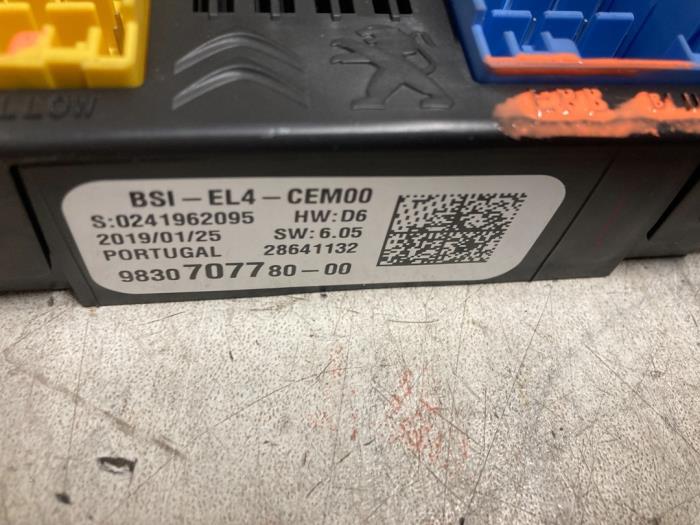 LLOW
BSI-EL4-CEM00
S:0241962095 HW:D6
2019/01/25 SW:6.05
PORTUGAL 28641132
9830707780-00